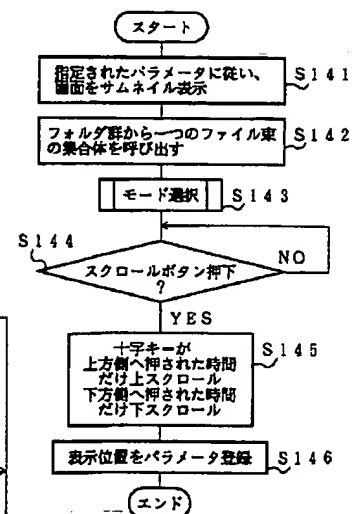 スタート
指定されたパラメータに従い、
画面をサムネイル表示
S141
フォルダ群から一つのファイル束
の集合体を呼び出す
S142
モード選択
S143
S144
スクロールボタン押下
?
NO
YES
十字キーが
上方側へ押された時間
だけ上スクロール
下方側へ押された時間
だけ下スクロール
S145
表示位置をパラメータ登録
S146
エンド